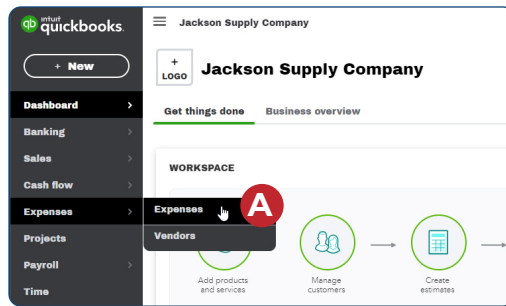 intuit
quickbooks.
+ New
Dashboard
Banking
Sales
Cash flow
Expenses
Projects
Payroll
Time
Jackson Supply Company
+
LOGO
Jackson Supply Company
Get things done Business overview
WORKSPACE
Expenses
Vendors
A
Add products
and services
Manage
customers
Create
estimates